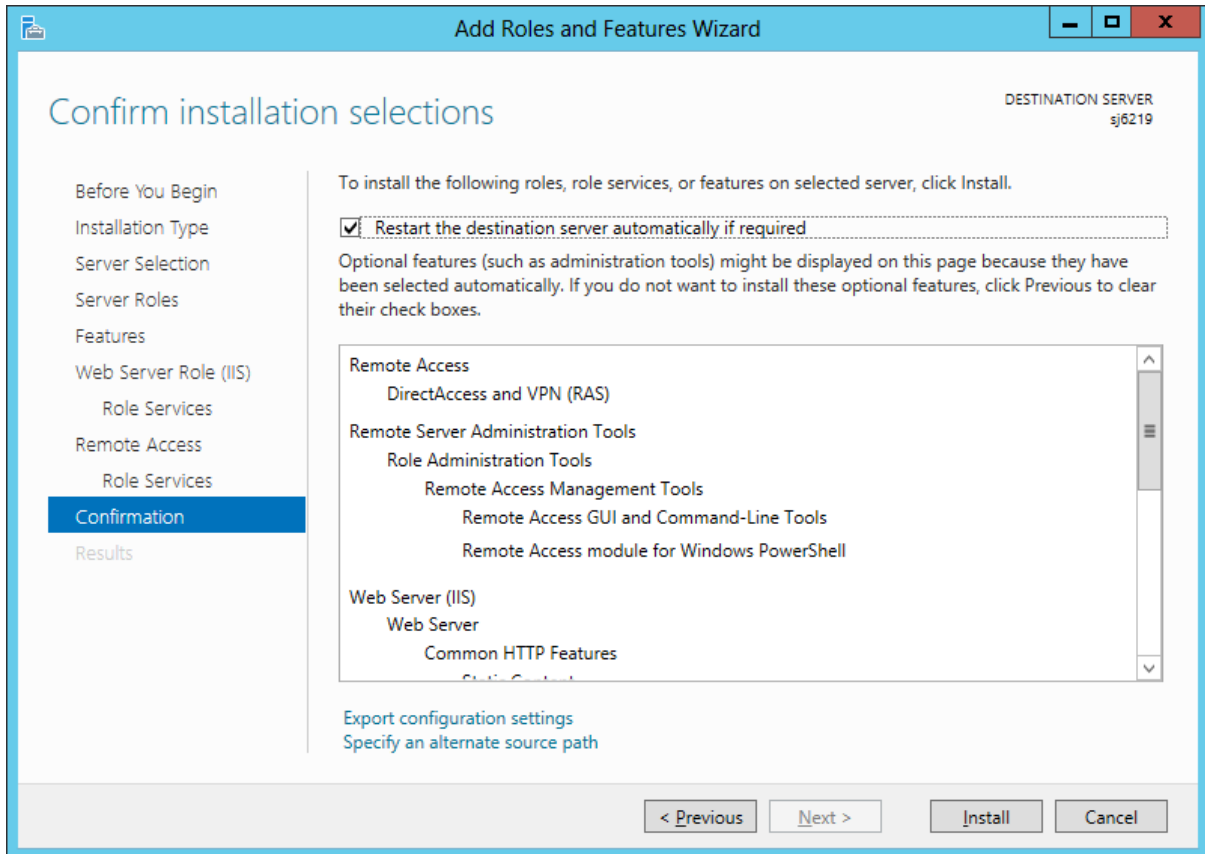 Add Roles and Features Wizard
Confirm installation selections
DESTINATION SERVER
sj6219
Before You Begin
Installation Type
Server Selection
Server Roles
Features
Web Server Role (IIS)
Role Services
Remote Access
Role Services
Confirmation
Results
To install the following roles, role services, or features on selected server, click Install.
Restart the destination server automatically if required
Optional features (such as administration tools) might be displayed on this page because they have
been selected automatically. If you do not want to install these optional features, click Previous to clear
their check boxes.
Remote Access
DirectAccess and VPN (RAS)
Remote Server Administration Tools
Role Administration Tools
Remote Access Management Tools
Remote Access GUI and Command-Line Tools
Remote Access module for Windows PowerShell
Web Server (IIS)
Web Server
Common HTTP Features
Static Content
Export configuration settings
Specify an alternate source path
< Previous
Next >
Install
Cancel